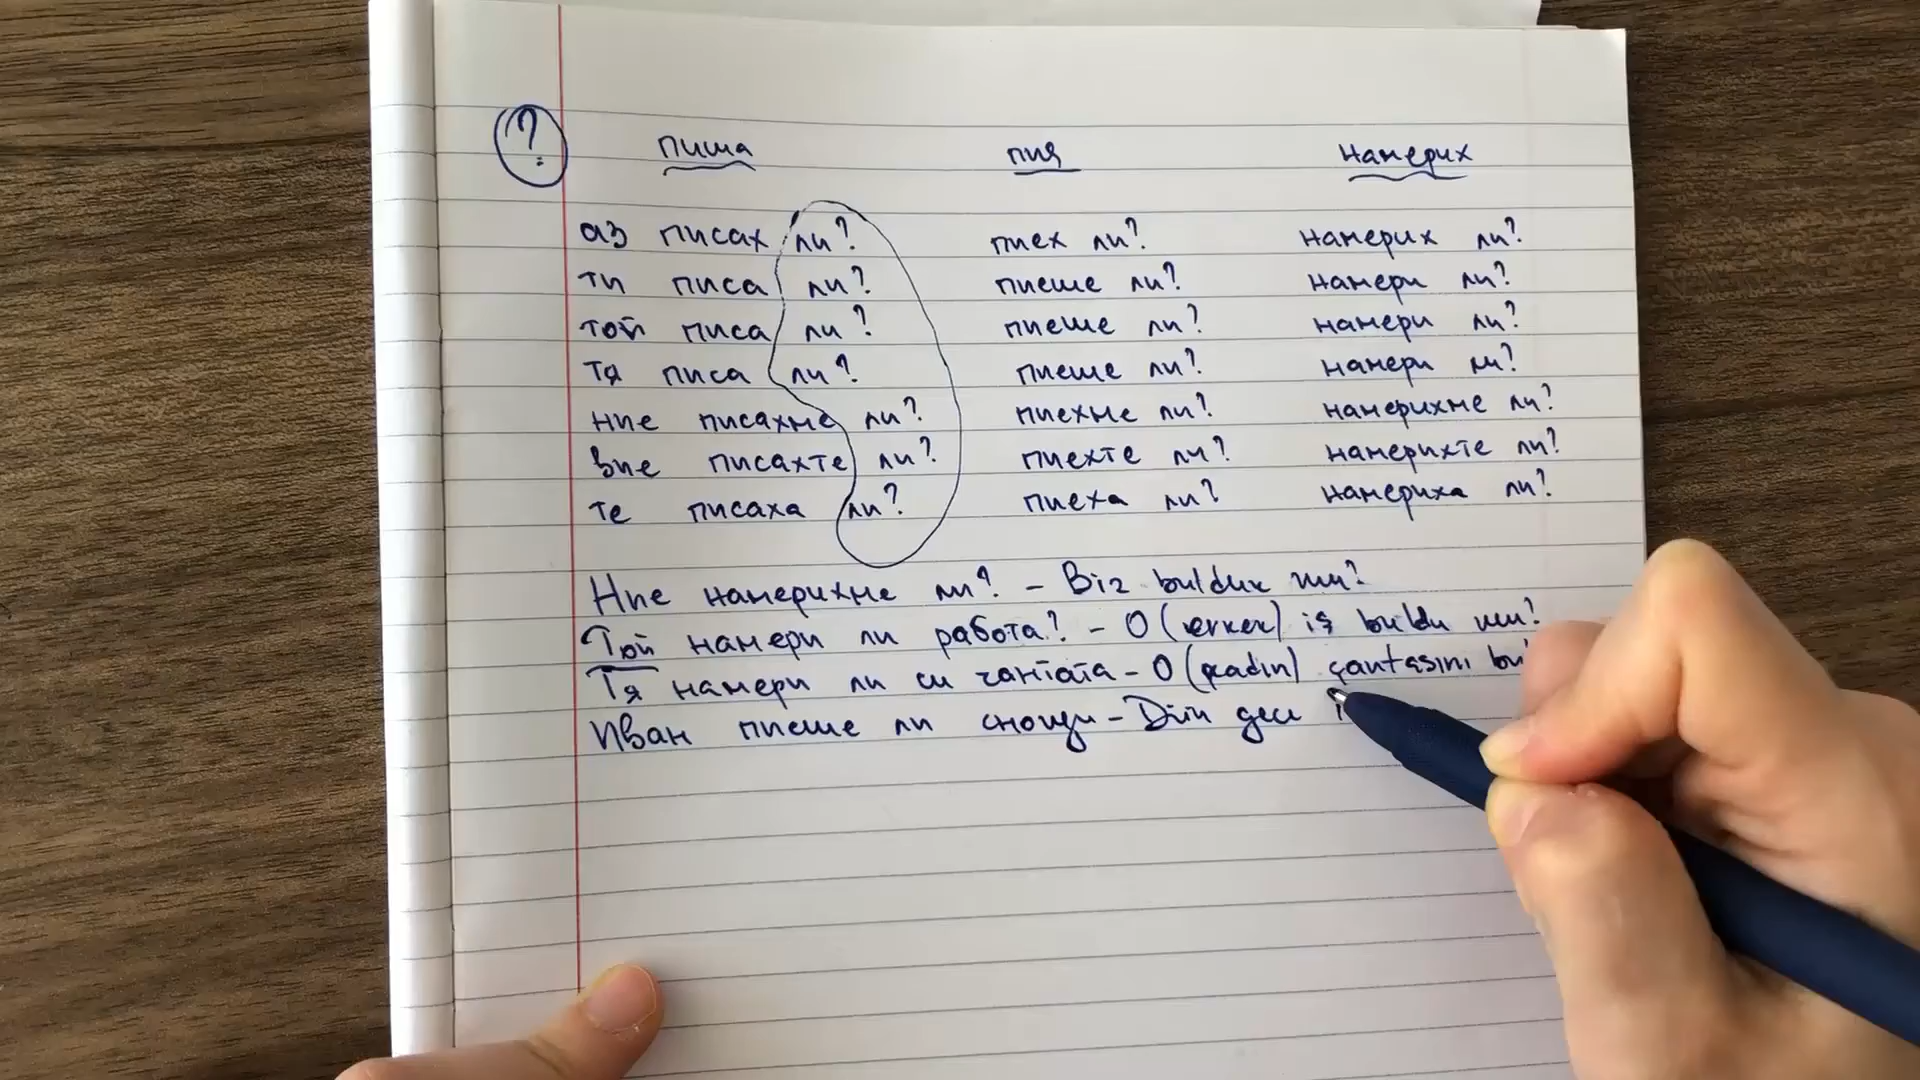 ?
пиша пия намерих
аз писах ли? пиех ли? намерих ли?
ти писа ли? пиеше ли? намери ли?
той писа ли? пиеше ли? намери ли?
тя писа ли? пиеше ли? намери ли?
ние писахме ли? пиехме ли? намерихме ли?
вие писахте ли? пиехте ли? намерихте ли?
те писаха ли? пиеха ли? намериха ли?
Ние намерихме ли? – Biz bulduk mu?
Той намери ли работа? – O (erkek) iş buldu mu?
Тя намери ли си чантата – O (kadın) çantasını bu
Иван пиеше ли снощи – Dün gece